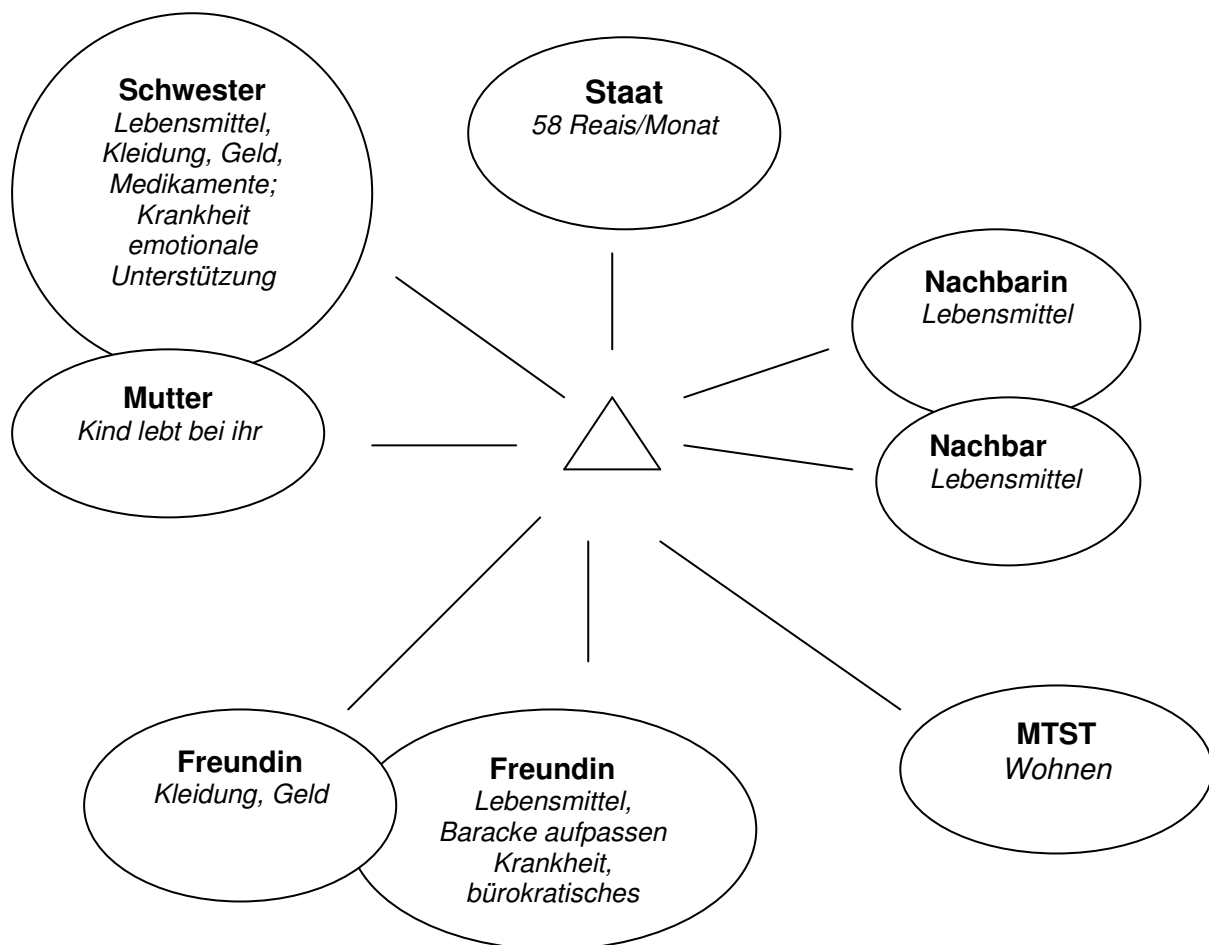 Schwester
Lebensmittel,
Kleidung, Geld,
Medikamente;
Krankheit
emotionale
Unterstützung
Staat
58 Reais/Monat
Nachbarin
Lebensmittel
Mutter
Kind lebt bei ihr
Nachbar
Lebensmittel
Freundin
Kleidung, Geld
Freundin
Lebensmittel,
Baracke aufpassen
Krankheit,
bürokratisches
MTST
Wohnen